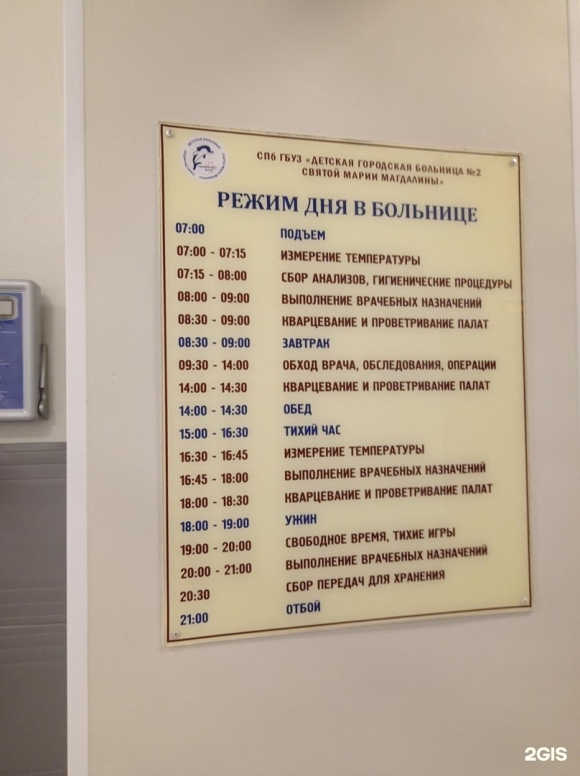 СПб ГБУЗ «ДЕТСКАЯ ГОРОДСКАЯ БОЛЬНИЦА №2
СВЯТОЙ МАРИИ МАГДАЛИНЫ»
РЕЖИМ ДНЯ В БОЛЬНИЦЕ
07:00 ПОДЪЕМ
07:00 - 07:15 ИЗМЕРЕНИЕ ТЕМПЕРАТУРЫ
07:15 - 08:00 СБОР АНАЛИЗОВ, ГИГИЕНИЧЕСКИЕ ПРОЦЕДУРЫ
08:00 - 09:00 ВЫПОЛНЕНИЕ ВРАЧЕБНЫХ НАЗНАЧЕНИЙ
08:30 - 09:00 КВАРЦЕВАНИЕ И ПРОВЕТРИВАНИЕ ПАЛАТ
08:30 - 09:00 ЗАВТРАК
09:30 - 14:00 ОБХОД ВРАЧА, ОБСЛЕДОВАНИЯ, ОПЕРАЦИИ
14:00 - 14:30 КВАРЦЕВАНИЕ И ПРОВЕТРИВАНИЕ ПАЛАТ
14:00 - 14:30 ОБЕД
15:00 - 16:30 ТИХИЙ ЧАС
16:30 - 16:45 ИЗМЕРЕНИЕ ТЕМПЕРАТУРЫ
16:45 - 18:00 ВЫПОЛНЕНИЕ ВРАЧЕБНЫХ НАЗНАЧЕНИЙ
18:00 - 18:30 КВАРЦЕВАНИЕ И ПРОВЕТРИВАНИЕ ПАЛАТ
18:00 - 19:00 УЖИН
19:00 - 20:00 СВОБОДНОЕ ВРЕМЯ, ТИХИЕ ИГРЫ
20:00 - 21:00 ВЫПОЛНЕНИЕ ВРАЧЕБНЫХ НАЗНАЧЕНИЙ
20:30 СБОР ПЕРЕДАЧ ДЛЯ ХРАНЕНИЯ
21:00 ОТБОЙ
2GIS